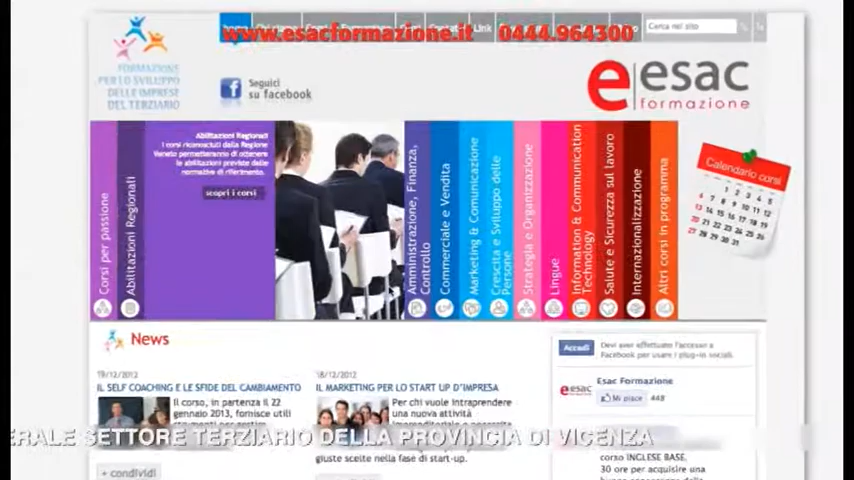 www.esacformazione.it 0444.964300
home
Link
Cerca nel sito
FORMAZIONE
PER LO SVILUPPO
DELLE IMPRESE
DEL TERZIARIO
Seguici
su facebook
e esac
formazione
Corsi per passione
Abilitazioni Regionali
Abilitazioni Regionali
I corsi riconosciuti dalla Regione
Veneto permetteranno di ottenere
le abilitazioni previste dalle
normative di riferimento.
scopri i corsi
Amministrazione, Finanza,
Controllo
Commerciale e Vendita
Marketing & Comunicazione
Crescita e Sviluppo delle
Persone
Strategia e Organizzazione
Lingue
Information & Communication
Technology
Salute e Sicurezza sul lavoro
Internazionalizzazione
Altri corsi in programma
Calendario corsi
News
19/12/2012
IL SELF COACHING E LE SFIDE DEL CAMBIAMENTO
Il corso, in partenza il 22
gennaio 2013, fornisce utili
+ condividi
18/12/2012
IL MARKETING PER LO START UP D'IMPRESA
Per chi vuole intraprendere
una nuova attività
giuste scelte nella fase di start-up.
Accedi
Devi aver effettuato l'accesso a
Facebook per usare i plug-in sociali.
esac
Esac Formazione
Mi piace 448
corso INGLESE BASE.
30 ore per acquisire una
ERALE SETTORE TERZIARIO DELLA PROVINCIA DI VICENZA